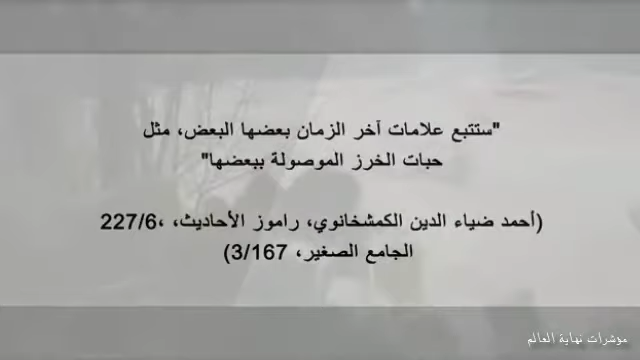 "ستتبع علامات آخر الزمان بعضها البعض، مثل
حبات الخرز الموصولة ببعضها"
(أحمد ضياء الدين الكمشخانوي، راموز الأحاديث، ،227/6
الجامع الصغير، 3/167)
مؤشرات نهاية العالم